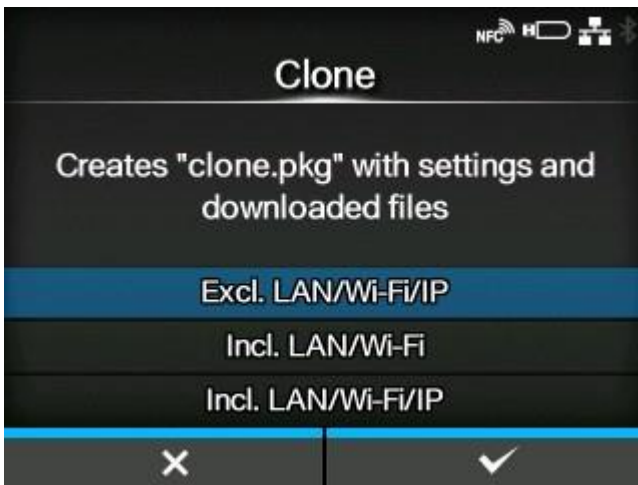 NFC
Clone
Creates "clone.pkg" with settings and
downloaded files
Excl. LAN/Wi-Fi/IP
Incl. LAN/Wi-Fi
Incl. LAN/Wi-Fi/IP